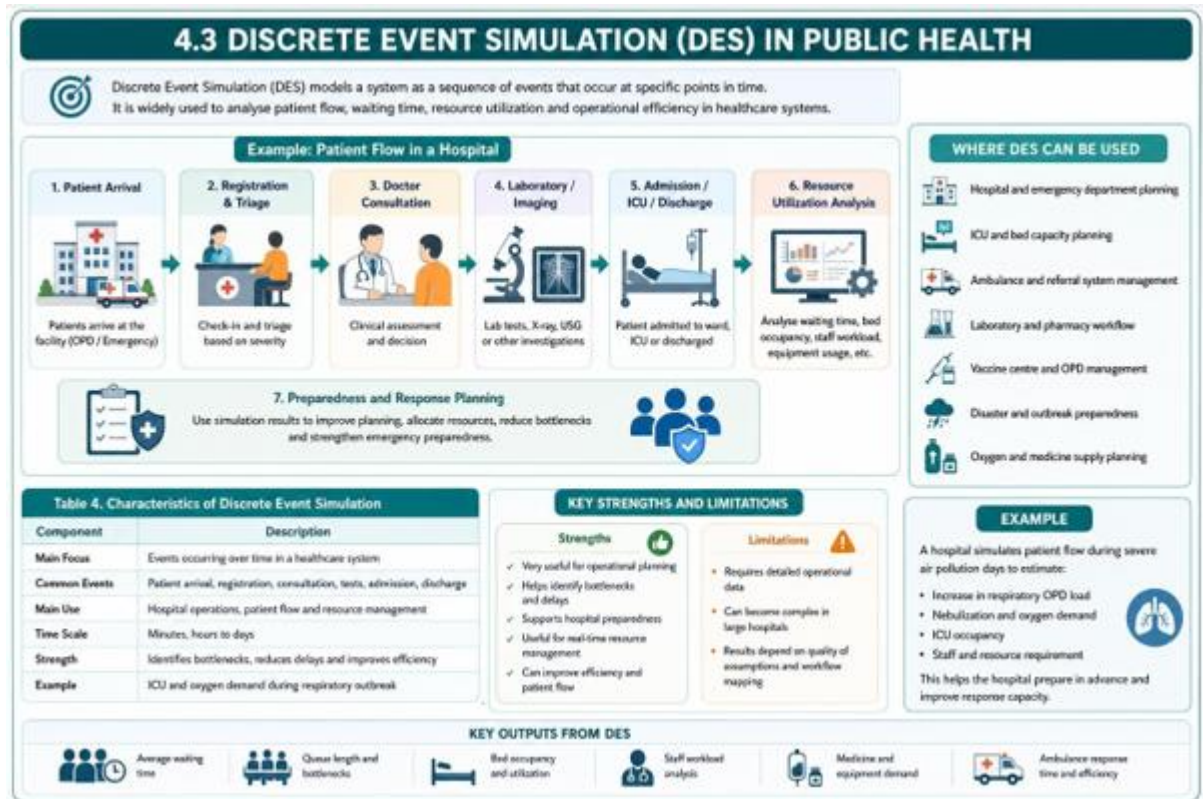 4.3 DISCRETE EVENT SIMULATION (DES) IN PUBLIC HEALTH
Discrete Event Simulation (DES) models a system as a sequence of events that occur at specific points in time.
It is widely used to analyse patient flow, waiting time, resource utilization and operational efficiency in healthcare systems.
Example: Patient Flow in a Hospital
1. Patient Arrival
Patients arrive at the
facility (OPD / Emergency)
2. Registration
& Triage
Check-in and triage
based on severity
3. Doctor
Consultation
Clinical assessment
and decision
4. Laboratory /
Imaging
Lab tests, X-ray, USG
or other investigations
5. Admission /
ICU / Discharge
Patient admitted to ward,
ICU or discharged
6. Resource
Utilization Analysis
Analyse waiting time, bed
occupancy, staff workload,
equipment usage, etc.
7. Preparedness and Response Planning
Use simulation results to improve planning, allocate resources, reduce bottlenecks
and strengthen emergency preparedness.
WHERE DES CAN BE USED
Hospital and emergency department planning
ICU and bed capacity planning
Ambulance and referral system management
Laboratory and pharmacy workflow
Vaccine centre and OPD management
Disaster and outbreak preparedness
Oxygen and medicine supply planning
Table 4. Characteristics of Discrete Event Simulation
Component Description
Main Focus Events occurring over time in a healthcare system
Common Events Patient arrival, registration, consultation, tests, admission, discharge
Main Use Hospital operations, patient flow and resource management
Time Scale Minutes, hours to days
Strength Identifies bottlenecks, reduces delays and improves efficiency
Example ICU and oxygen demand during respiratory outbreak
KEY STRENGTHS AND LIMITATIONS
Strengths
✓ Very useful for operational planning
✓ Helps identify bottlenecks
and delays
✓ Supports hospital preparedness
✓ Useful for real-time resource
management
✓ Can improve efficiency and
patient flow
Limitations
• Requires detailed operational
data
• Can become complex in
large hospitals
• Results depend on quality of
assumptions and workflow
mapping
EXAMPLE
A hospital simulates patient flow during severe
air pollution days to estimate:
• Increase in respiratory OPD load
• Nebulization and oxygen demand
• ICU occupancy
• Staff and resource requirement
This helps the hospital prepare in advance and
improve response capacity.
KEY OUTPUTS FROM DES
Average waiting
time
Queue length and
bottlenecks
Bed occupancy
and utilization
Staff workload
analysis
Medicine and
equipment demand
Ambulance response
time and efficiency